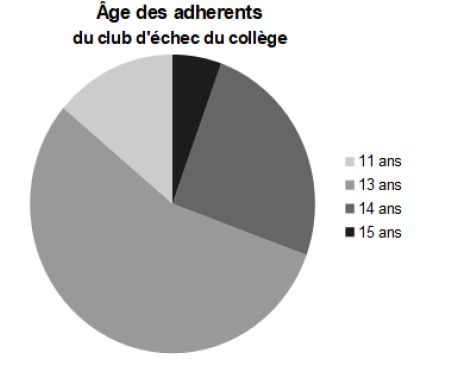 Âge des adherents
du club d'échec du collège
11 ans
13 ans
14 ans
15 ans